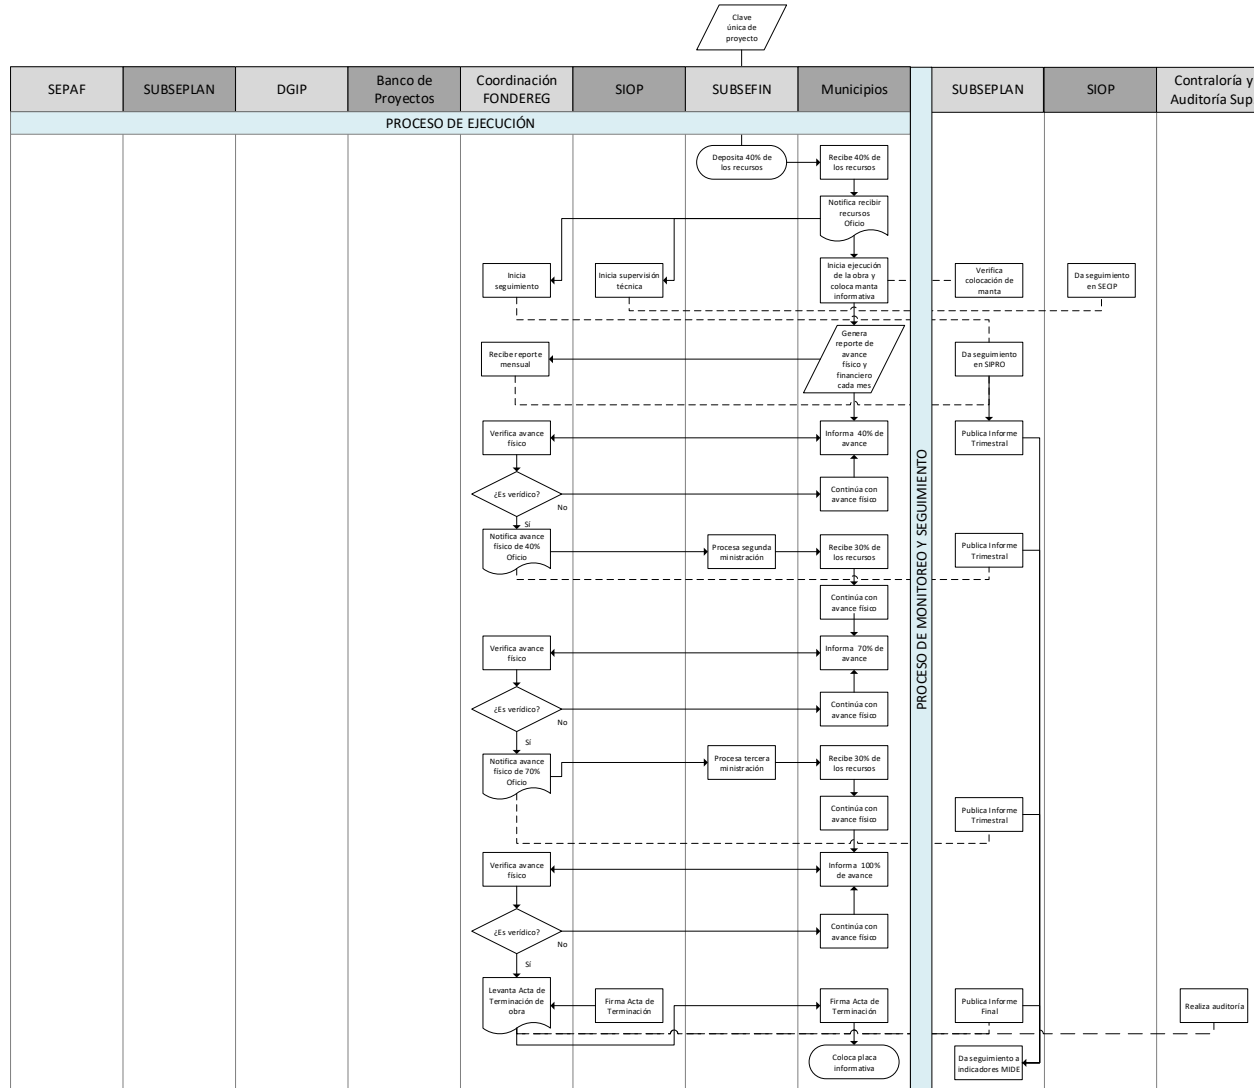 Clave
única de
proyecto
SEPAF
SUBSEPLAN
DGIP
Banco de
Proyectos
Coordinación
FONDEREG
SIOP
SUBSEFIN
Municipios
SUBSEPLAN
SIOP
Contraloría y
Auditoría Sup
PROCESO DE EJECUCIÓN
PROCESO DE MONITOREO Y SEGUIMIENTO
Deposita 40% de
los recursos
Recibe 40% de
los recursos
Notifica recibir
recursos
Oficio
Inicia
seguimiento
Inicia supervisión
técnica
Inicia ejecución
de la obra y
coloca manta
informativa
Verifica
colocación de
manta
Da seguimiento
en SECIP
Genera
reporte de
avance
físico y
financiero
cada mes
Recibe reporte
mensual
Da seguimiento
en SIPRO
Verifica avance
físico
Informa 40% de
avance
Publica Informe
Trimestral
¿Es verídico?
No
Continúa con
avance físico
Sí
Notifica avance
físico de 40%
Oficio
Procesa segunda
ministración
Recibe 30% de
los recursos
Publica Informe
Trimestral
Continúa con
avance físico
Verifica avance
físico
Informa 70% de
avance
¿Es verídico?
No
Continúa con
avance físico
Sí
Notifica avance
físico de 70%
Oficio
Procesa tercera
ministración
Recibe 30% de
los recursos
Continúa con
avance físico
Publica Informe
Trimestral
Verifica avance
físico
Informa 100%
de avance
¿Es verídico?
No
Continúa con
avance físico
Sí
Levanta Acta de
Terminación de
obra
Firma Acta de
Terminación
Firma Acta de
Terminación
Publica Informe
Final
Realiza auditoría
Coloca placa
informativa
Da seguimiento a
indicadores MIDE